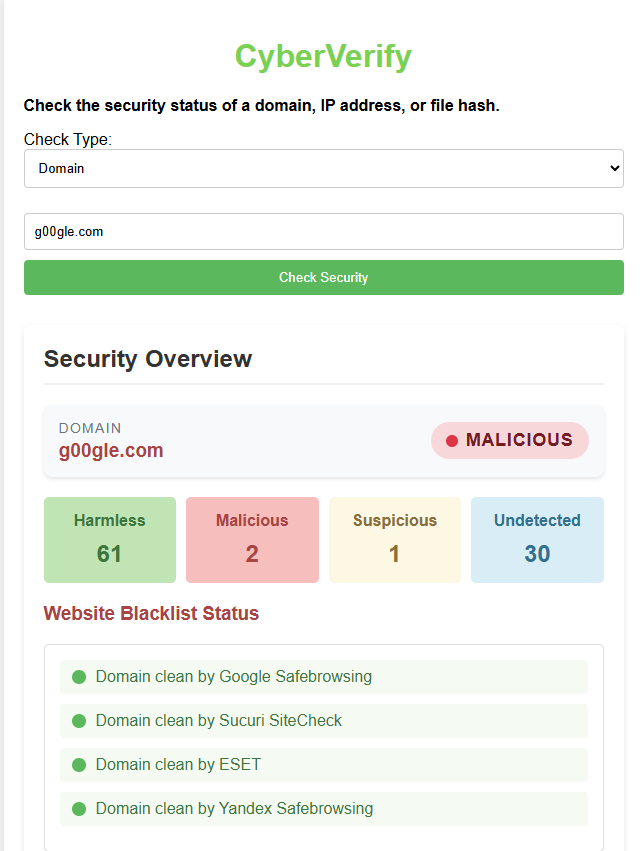 CyberVerify
Check the security status of a domain, IP address, or file hash.
Check Type:
Domain
g00gle.com
Check Security
Security Overview
DOMAIN
g00gle.com
MALICIOUS
Harmless Malicious Suspicious Undetected
61 2 1 30
Website Blacklist Status
Domain clean by Google Safebrowsing
Domain clean by Sucuri SiteCheck
Domain clean by ESET
Domain clean by Yandex Safebrowsing